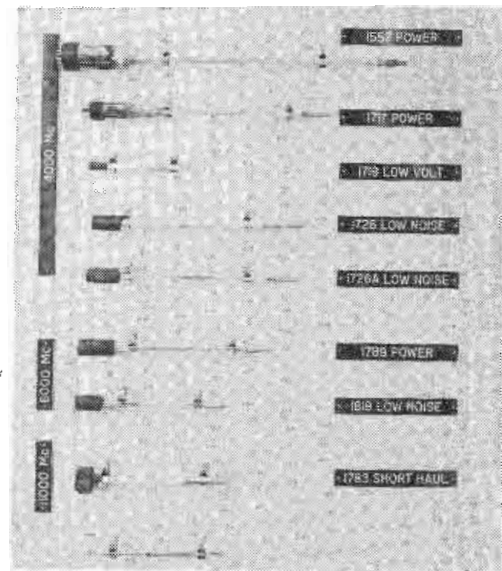 1552 POWER
4000 Mc
1717 POWER
1719 LOW VOLT
1726 LOW NOISE
1726A LOW NOISE
6000 Mc
1789 POWER
1819 LOW NOISE
11000 Mc
1783 SHORT HAUL